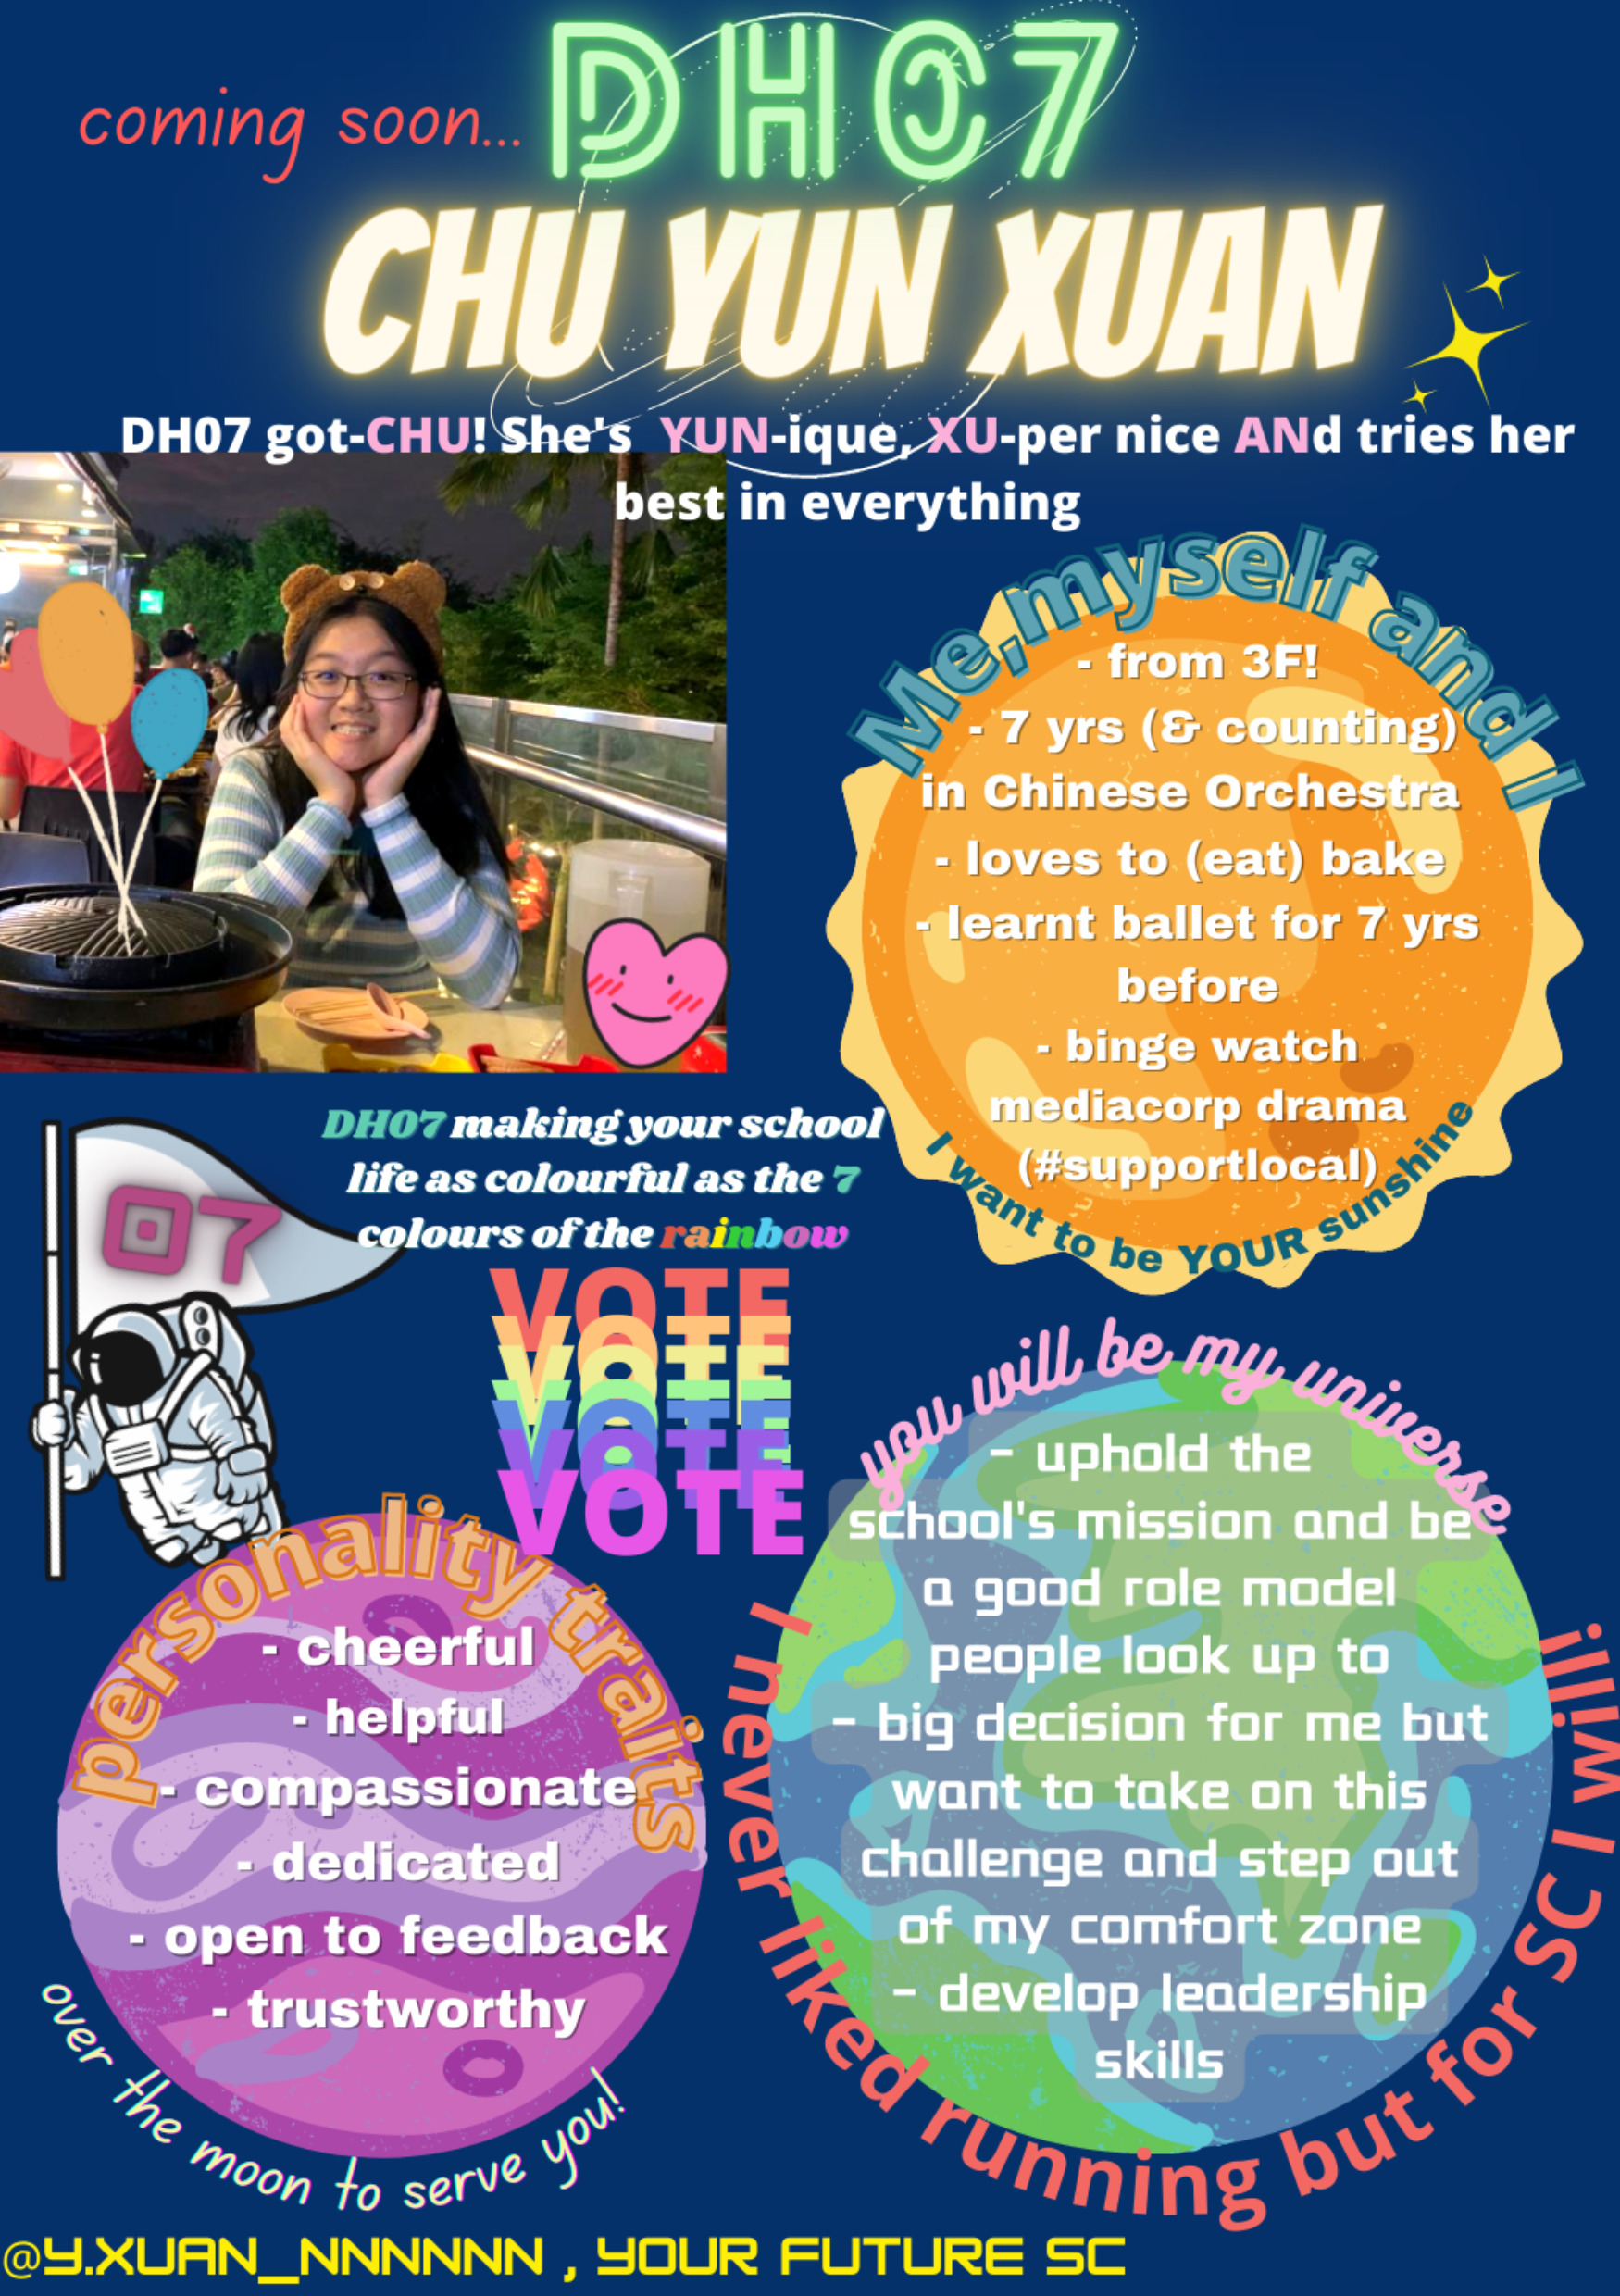 coming soon...
DH07
CHU YUN XUAN
DH07 got-CHU! She's YUN-ique, XU-per nice ANd tries her
best in everything
Me,myself and I
- from 3F!
- 7 yrs (& counting)
in Chinese Orchestra
- loves to (eat) bake
- learnt ballet for 7 yrs
before
- binge watch
mediacorp drama
(#supportlocal)
I want to be YOUR sunshine
DH07 making your school
life as colourful as the 7
colours of the rainbow
07
VOTE
VOTE
VOTE
VOTE
VOTE
VOTE
VOTE
you will be my universe
- uphold the
school's mission and be
a good role model
people look up to
- big decision for me but
want to take on this
challenge and step out
of my comfort zone
- develop leadership
skills
I never liked running but for SC I will
personality traits
- cheerful
- helpful
- compassionate
- dedicated
- open to feedback
- trustworthy
over the moon to serve you!
@Y.XUAN_NNNNNN , YOUR FUTURE SC